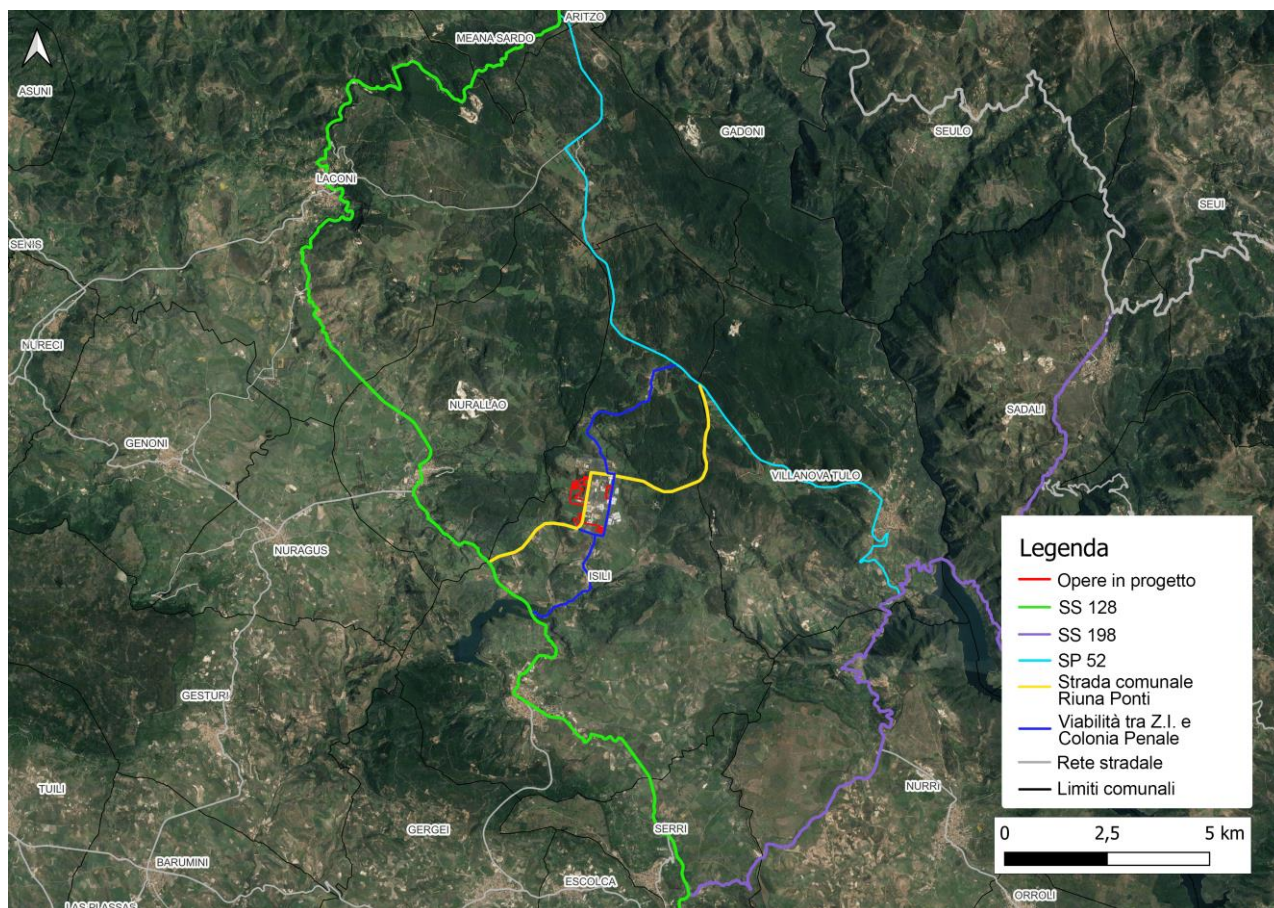 ARITZO
MEANA SARDO
ASUNI
GADONI
SEULO
LACONI
SEUI
SENIS
NURECI
NURALLAO
SADALI
GENONI
VILLANOVA TULO
NURAGUS
ISILI
GESTURI
TUILI
NURRI
GERGEI
SERRI
BARUMINI
ESCOLCA
ORROLI
LAS PLASSAS
Legenda
Opere in progetto
SS 128
SS 198
SP 52
Strada comunale
Riuna Ponti
Viabilità tra Z.I. e
Colonia Penale
Rete stradale
Limiti comunali
0 2,5 5 km